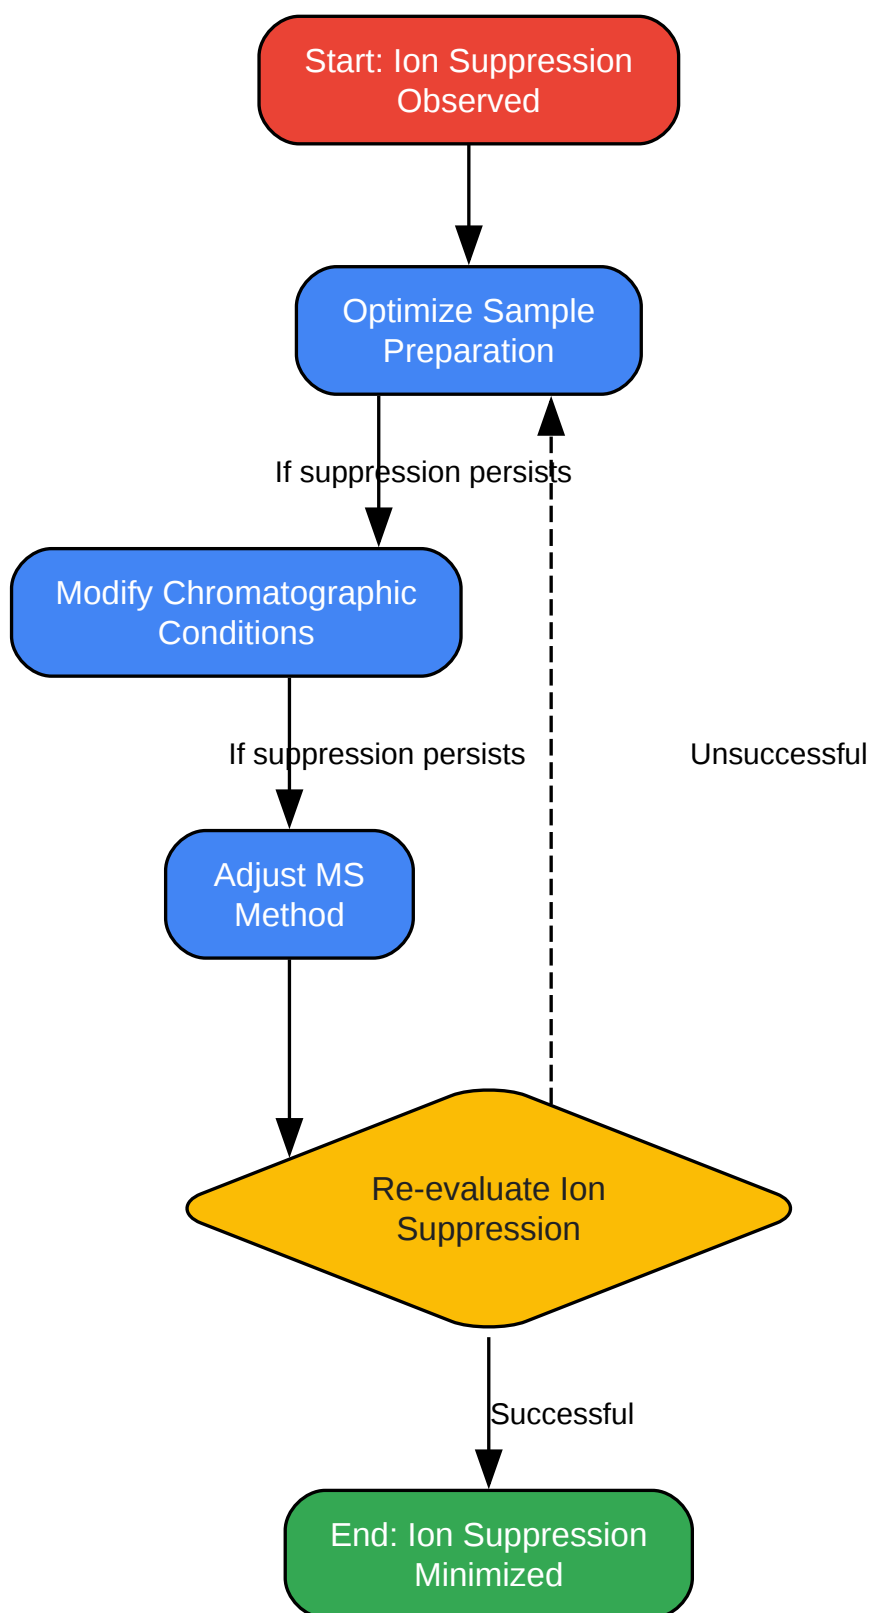 Start: Ion Suppression
Observed
Optimize Sample
Preparation
If suppression persists
Modify Chromatographic
Conditions
If suppression persists
Unsuccessful
Adjust MS
Method
Re-evaluate Ion
Suppression
Successful
End: Ion Suppression
Minimized